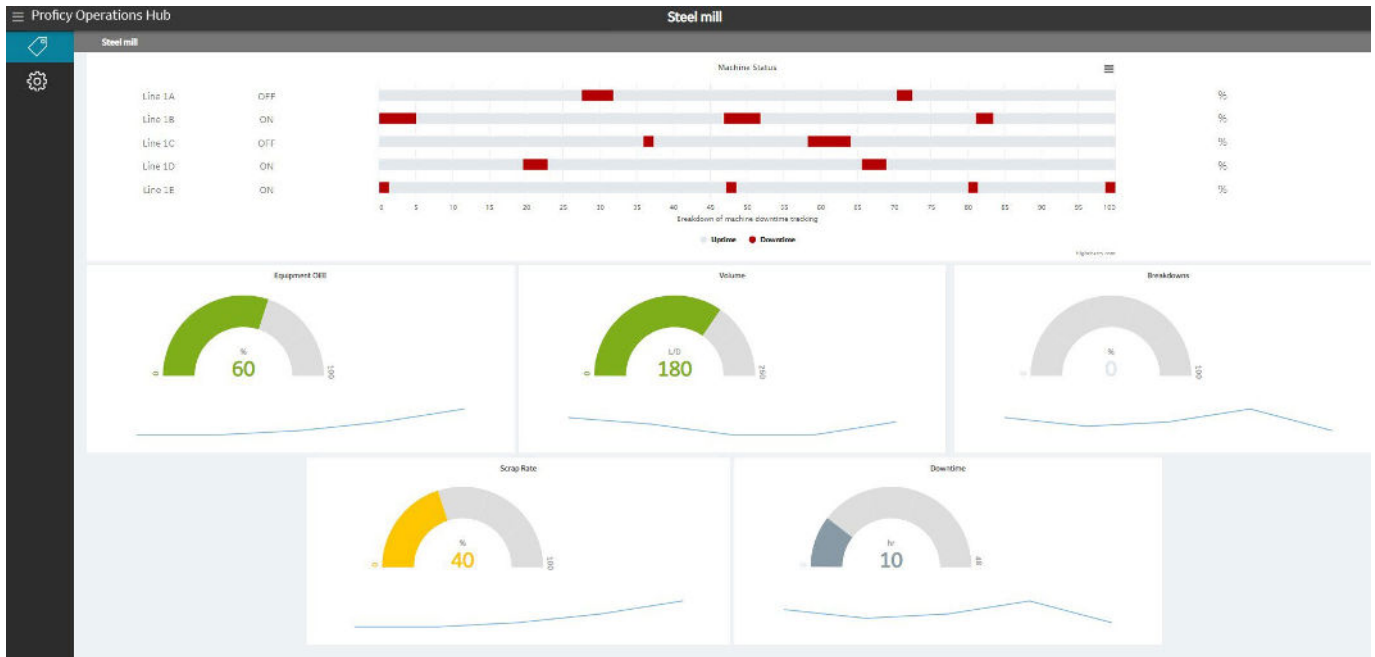 Proficy Operations Hub
Steel mill
Steel mill
Machine Status
Line 1A OFF %
Line 1B ON %
Line 1C OFF %
Line 1D ON %
Line 1E ON %
0 5 10 15 20 25 30 35 40 45 50 55 60 65 70 75 80 85 90 95 100
Breakdown of machine downtime tracking
Uptime Downtime
Equipment OEE
%
60
0 100
Volume
L/D
180
0 250
Breakdowns
%
0
0 100
Scrap Rate
%
40
0 100
Downtime
hr
10
48